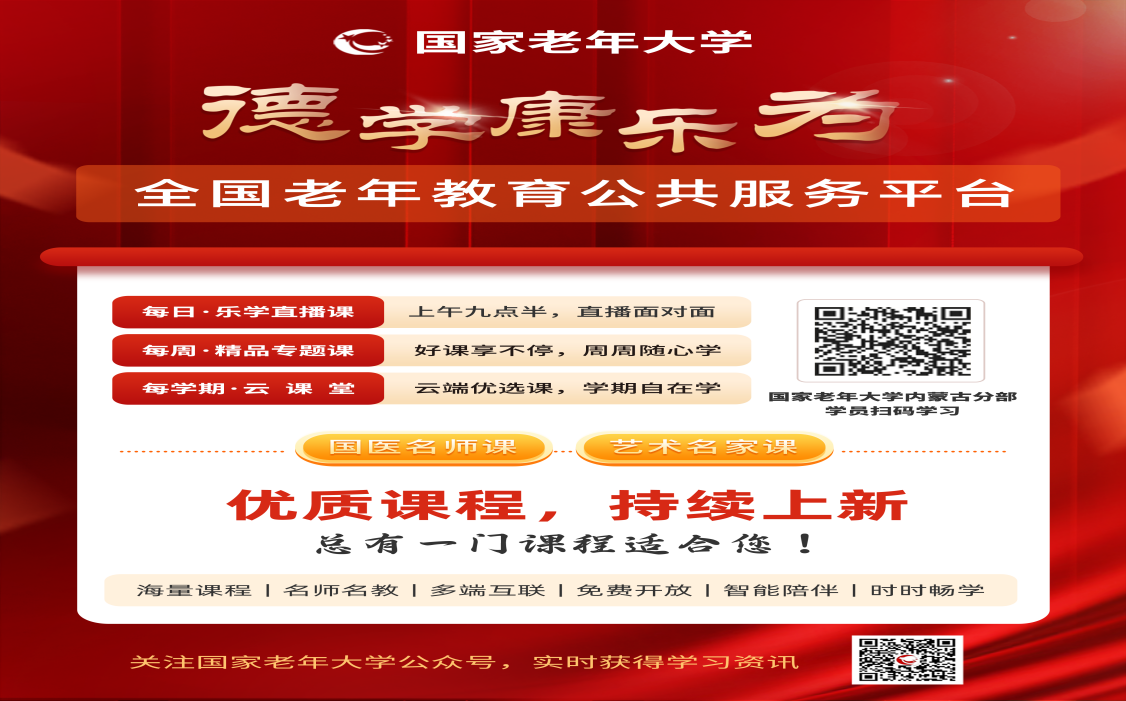 国家老年大学
德学康乐为
全国老年教育公共服务平台
每日·乐学直播课 上午九点半，直播面对面
每周·精品专题课 好课享不停，周周随心学
每学期·云 课 堂 云端优选课，学期自在学
国家老年大学内蒙古分部
学员扫码学习
国医名师课 艺术名家课
优质课程，持续上新
总有一门课程适合您！
海量课程 | 名师名教 | 多端互联 | 免费开放 | 智能陪伴 | 时时畅学
关注国家老年大学公众号，实时获得学习资讯